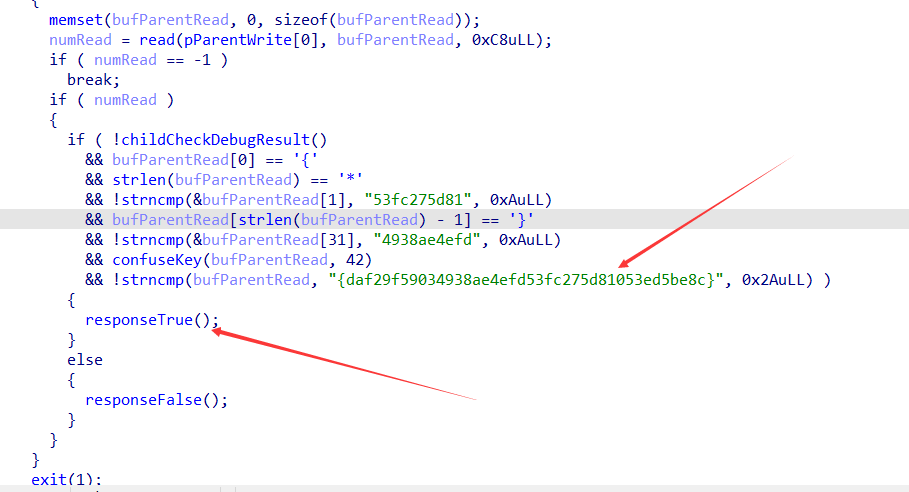 {
memset(bufParentRead, 0, sizeof(bufParentRead));
numRead = read(pParentWrite[0], bufParentRead, 0xC8uLL);
if ( numRead == -1 )
break;
if ( numRead )
{
if ( !childCheckDebugResult()
&& bufParentRead[0] == '{'
&& strlen(bufParentRead) == '*'
&& !strncmp(&bufParentRead[1], "53fc275d81", 0xAuLL)
&& bufParentRead[strlen(bufParentRead) - 1] == '}'
&& !strncmp(&bufParentRead[31], "4938ae4efd", 0xAuLL)
&& confuseKey(bufParentRead, 42)
&& !strncmp(bufParentRead, "{daf29f59034938ae4efd53fc275d81053ed5be8c}", 0x2AuLL) )
{
responseTrue();
}
else
{
responseFalse();
}
}
}
exit(1);